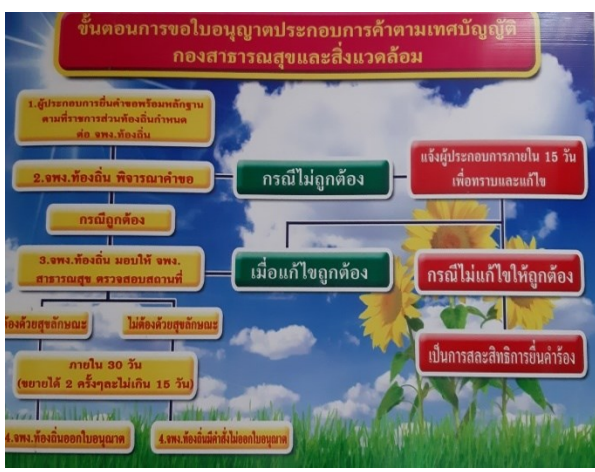 ขั้นตอนการขอใบอนุญาตประกอบการค้าตามเทศบัญญัติ
กองสาธารณสุขและสิ่งแวดล้อม
1.ผู้ประกอบการยื่นคำขอพร้อมหลักฐาน
ตามที่ราชการส่วนท้องถิ่นกำหนด
ต่อ จพง.ท้องถิ่น
2.จพง.ท้องถิ่น พิจารณาคำขอ
กรณีไม่ถูกต้อง
แจ้งผู้ประกอบการภายใน 15 วัน
เพื่อทราบและแก้ไข
กรณีถูกต้อง
3.จพง.ท้องถิ่น มอบให้ จพง.
สาธารณสุข ตรวจสอบสถานที่
เมื่อแก้ไขถูกต้อง
กรณีไม่แก้ไขให้ถูกต้อง
ต้องด้วยสุขลักษณะ
ไม่ต้องด้วยสุขลักษณะ
เป็นการสละสิทธิการยื่นคำร้อง
ภายใน 30 วัน
(ขยายได้ 2 ครั้งๆละไม่เกิน 15 วัน)
4.จพง.ท้องถิ่นออกใบอนุญาต
4.จพง.ท้องถิ่นมีคำสั่งไม่ออกใบอนุญาต